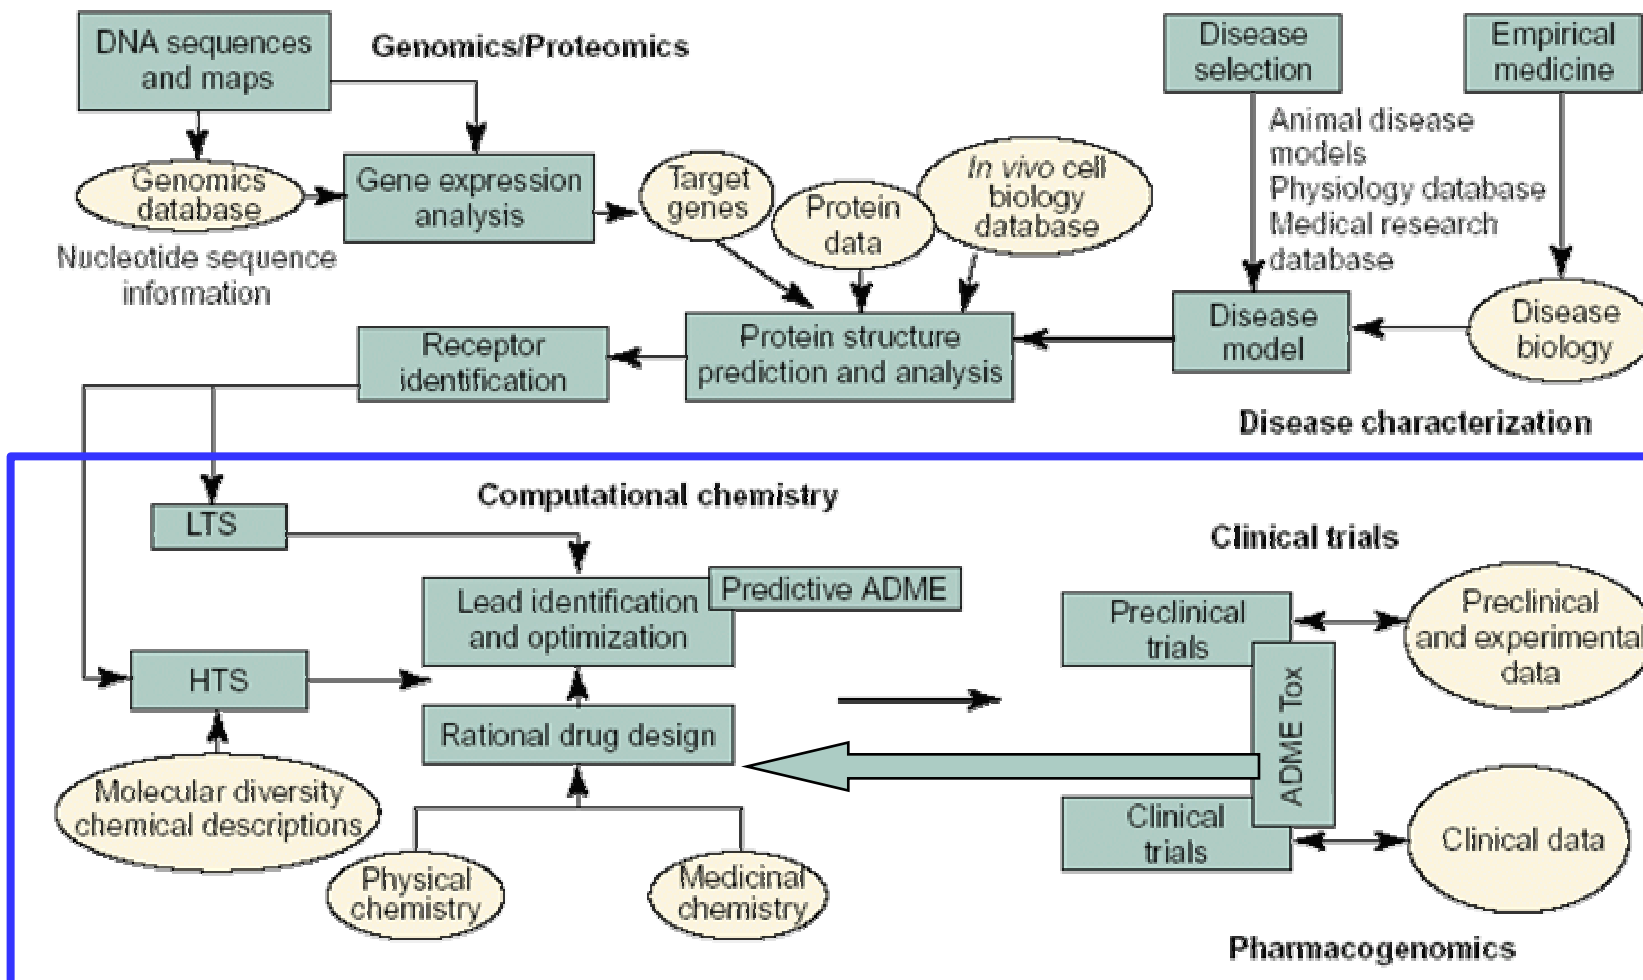 DNA sequences
and maps
Genomics/Proteomics
Disease
selection
Empirical
medicine
Animal disease
models
Physiology database
Medical research
database
Genomics
database
Gene expression
analysis
Target
genes
Protein
data
In vivo cell
biology
database
Nucleotide sequence
information
Receptor
identification
Protein structure
prediction and analysis
Disease
model
Disease
biology
Disease characterization
LTS
Computational chemistry
Clinical trials
Lead identification
and optimization
Predictive ADME
Preclinical
trials
Preclinical
and experimental
data
HTS
Rational drug design
ADME Tox
Molecular diversity
chemical descriptions
Clinical
trials
Clinical data
Physical
chemistry
Medicinal
chemistry
Pharmacogenomics